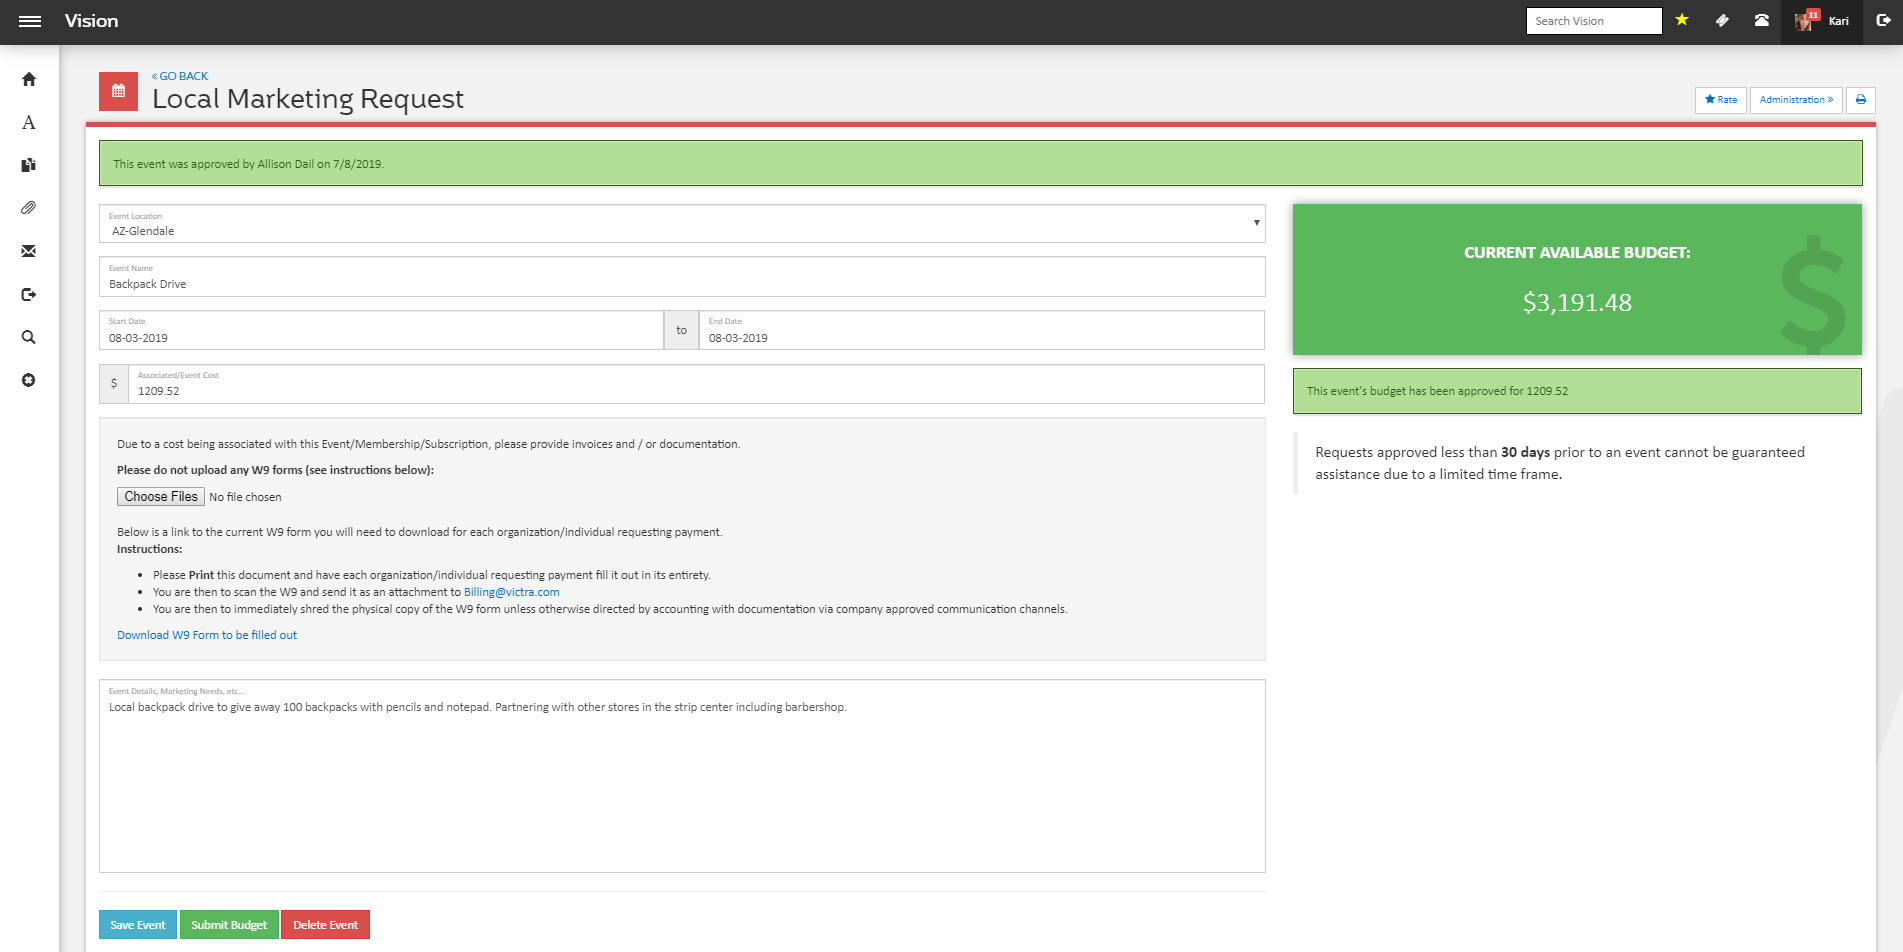 Vision
Search Vision
11
Kari
« GO BACK
Local Marketing Request
Rate
Administration »
This event was approved by Allison Dail on 7/8/2019.
Event Location
AZ-Glendale
Event Name
Backpack Drive
Start Date
08-03-2019
to
End Date
08-03-2019
$
Associated/Event Cost
1209.52
Due to a cost being associated with this Event/Membership/Subscription, please provide invoices and / or documentation.
Please do not upload any W9 forms (see instructions below):
Choose Files No file chosen
Below is a link to the current W9 form you will need to download for each organization/individual requesting payment.
Instructions:
• Please Print this document and have each organization/individual requesting payment fill it out in its entirety.
• You are then to scan the W9 and send it as an attachment to Billing@victra.com
• You are then to immediately shred the physical copy of the W9 form unless otherwise directed by accounting with documentation via company approved communication channels.
Download W9 Form to be filled out
Event Details, Marketing Needs, etc...
Local backpack drive to give away 100 backpacks with pencils and notepad. Partnering with other stores in the strip center including barbershop.
Save Event
Submit Budget
Delete Event
CURRENT AVAILABLE BUDGET:
$3,191.48
$
This event's budget has been approved for 1209.52
Requests approved less than 30 days prior to an event cannot be guaranteed
assistance due to a limited time frame.